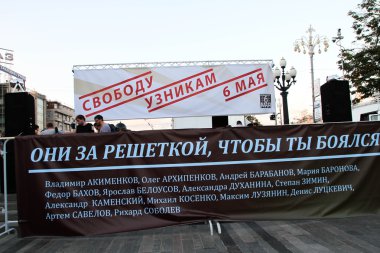 СВОБОДУ
УЗНИКАМ
6 МАЯ
ОНИ ЗА РЕШЕТКОЙ, ЧТОБЫ ТЫ БОЯЛСЯ
Владимир АКИМЕНКОВ, Олег АРХИПЕНКОВ, Андрей БАРАБАНОВ, Мария БАРОНОВА,
Федор БАХОВ, Ярослав БЕЛОУСОВ, Александра ДУХАНИНА, Степан ЗИМИН,
Александр КАМЕНСКИЙ, Михаил КОСЕНКО, Максим ЛУЗЯНИН, Денис ЛУЦКЕВИЧ,
Артем САВЕЛОВ, Рихард СОБОЛЕВ